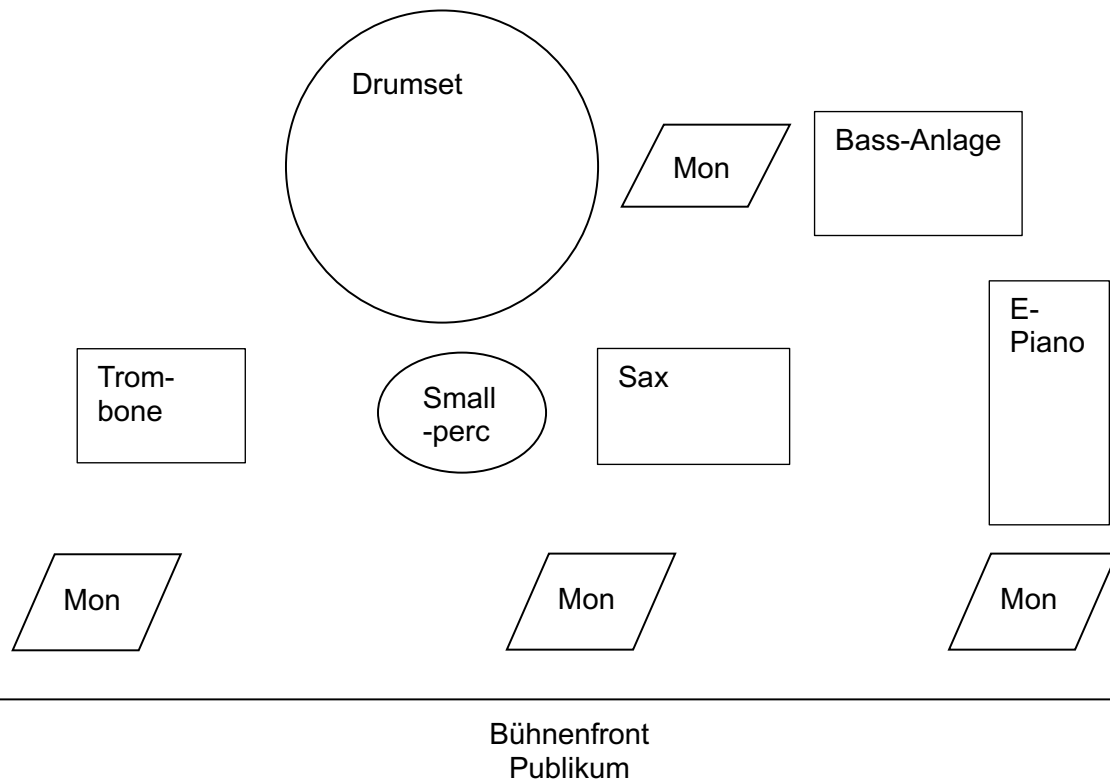 Drumset
Mon
Bass-Anlage
E-
Piano
Trom-
bone
Small
-perc
Sax
Mon
Mon
Mon
Bühnenfront
Publikum